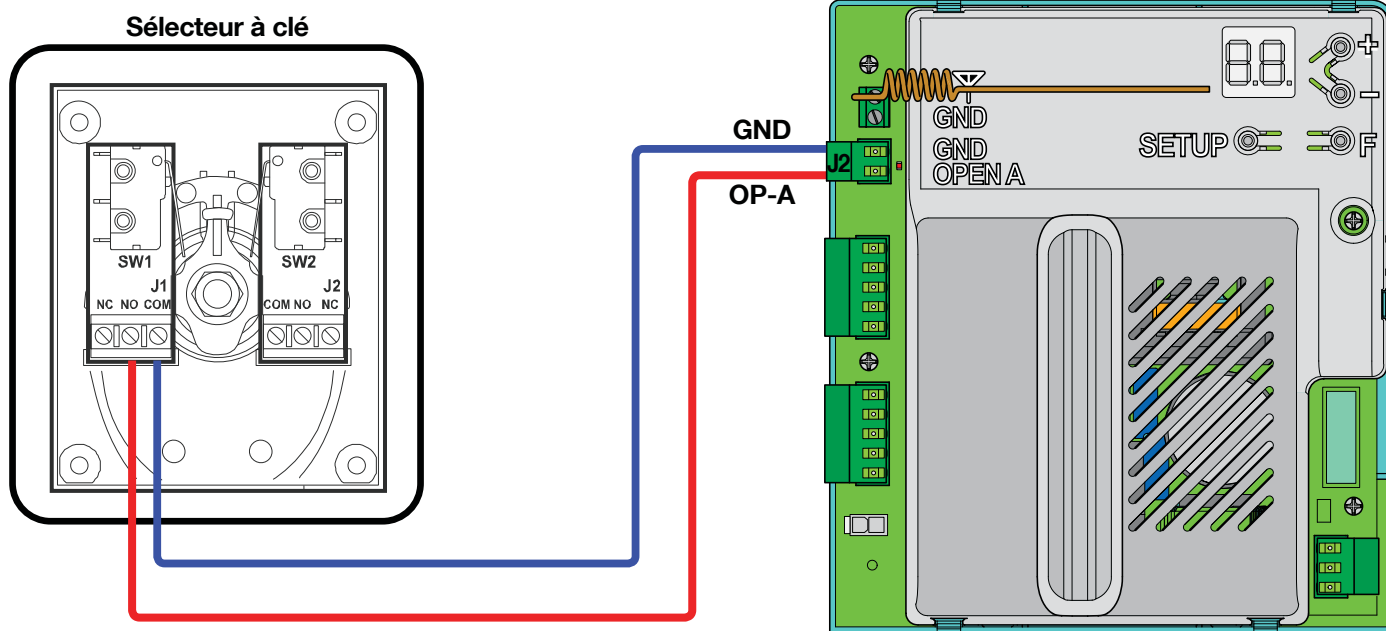 Sélecteur à clé
SW1
J1
NC NO COM
SW2
J2
COM NO NC
GND
OP-A
J2
GND
GND
OPEN A
88.
+
-
SETUP
F